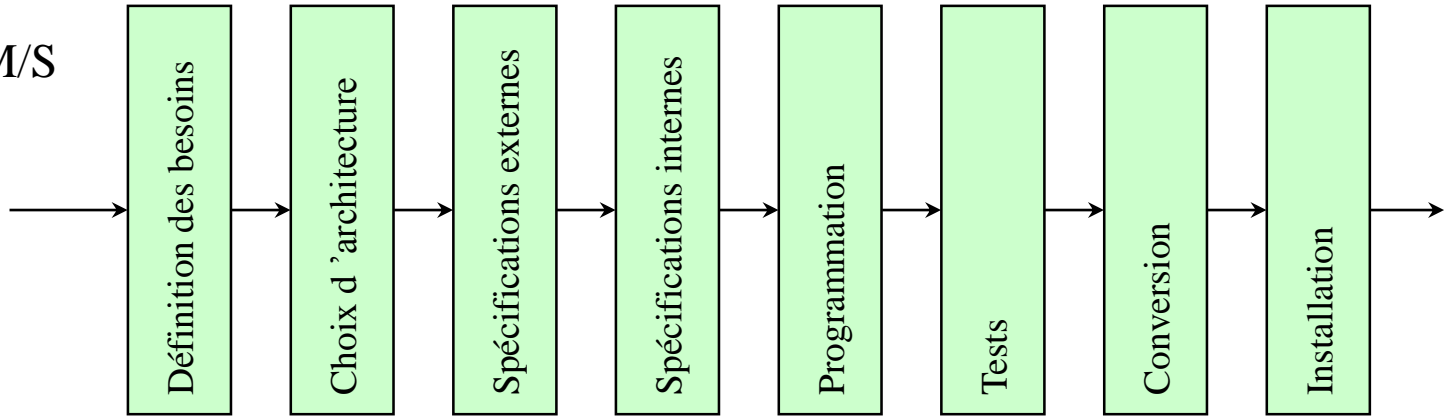 M/S
Définition des besoins
Choix d ’architecture
Spécifications externes
Spécifications internes
Programmation
Tests
Conversion
Installation